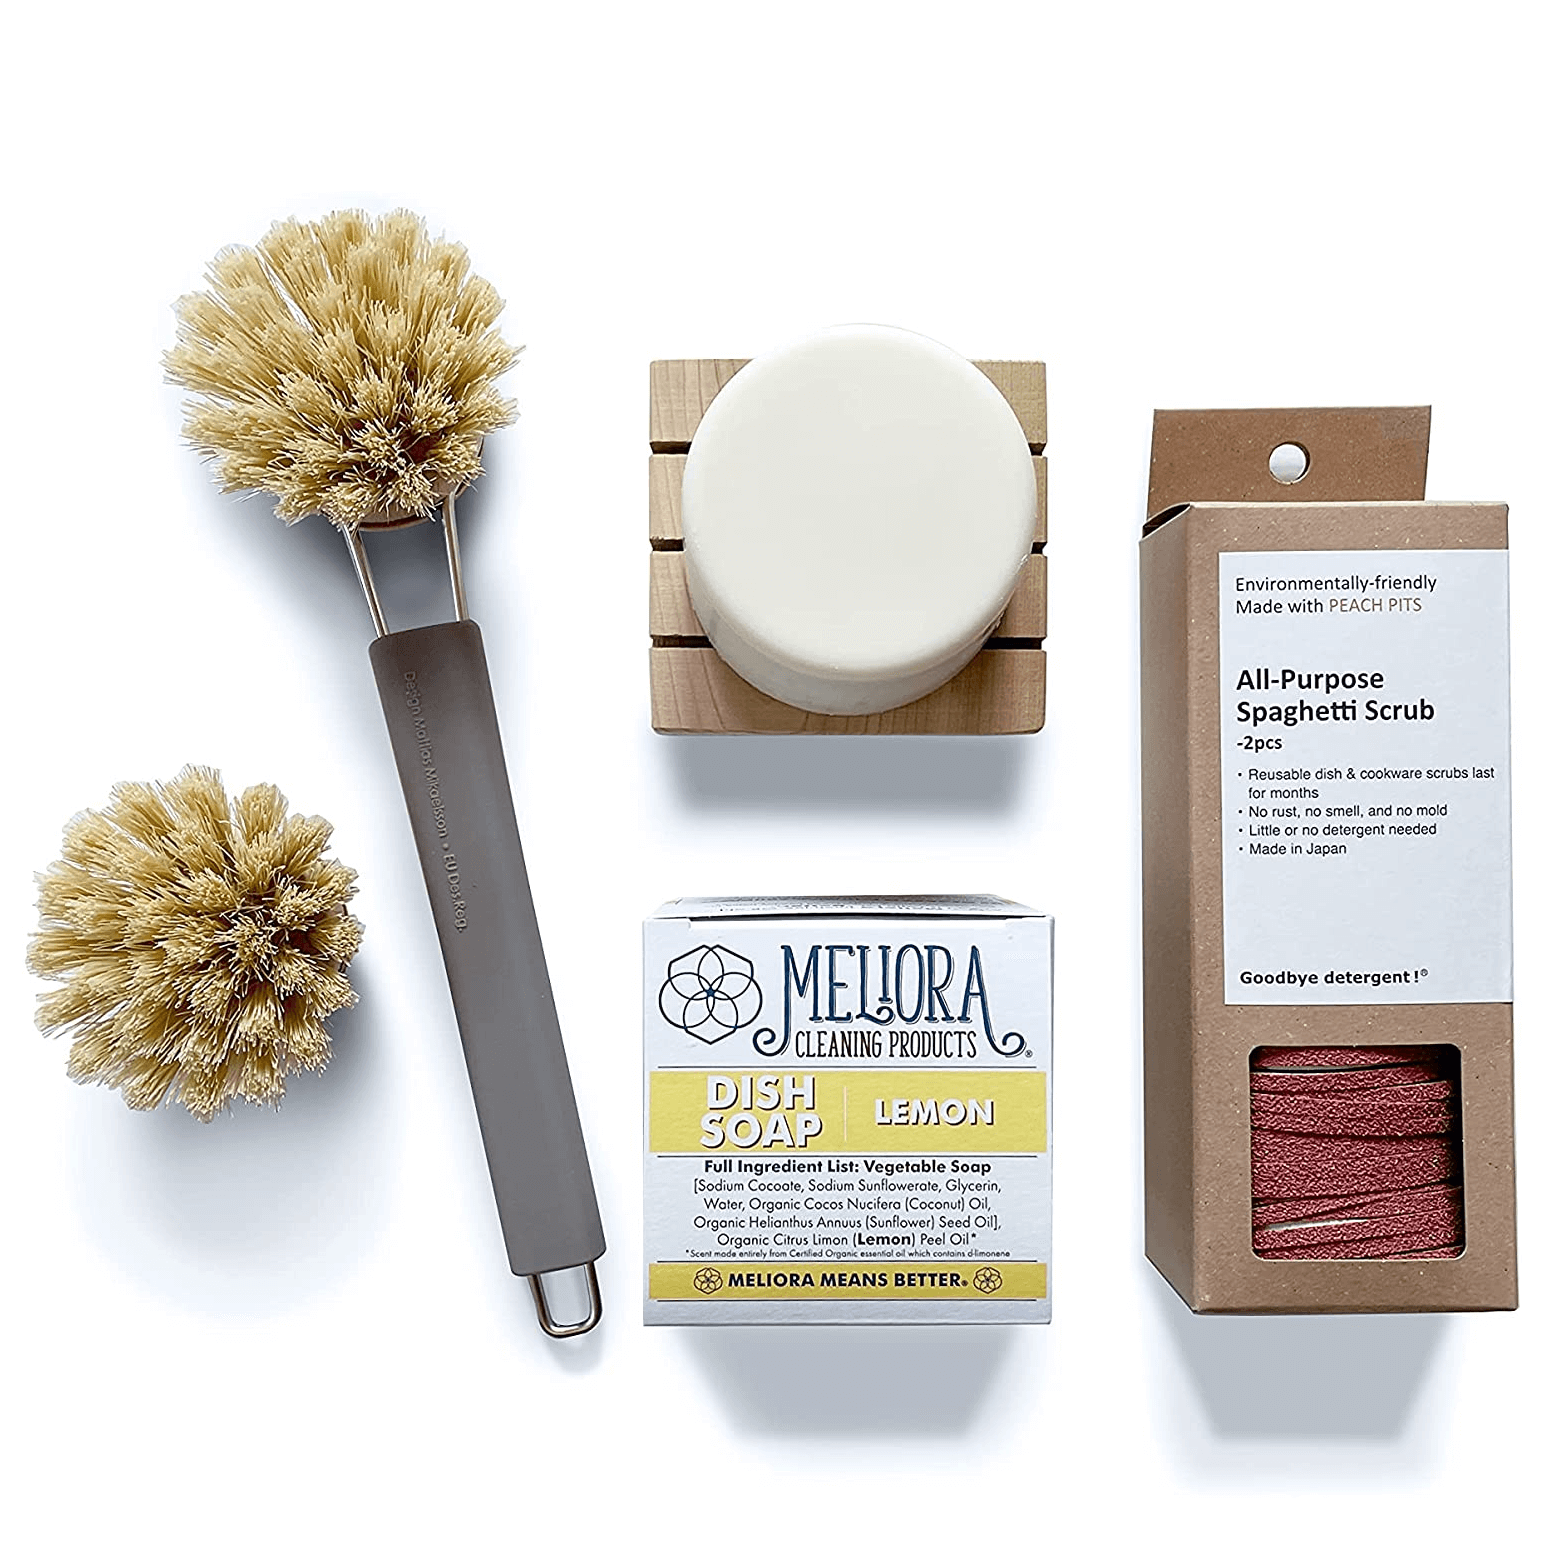 Design Mattias Mikaelsson • EU Des.Reg.
MELIORA
CLEANING PRODUCTS®
DISH
SOAP
LEMON
Full Ingredient List: Vegetable Soap
[Sodium Cocoate, Sodium Sunflowerate, Glycerin,
Water, Organic Cocos Nucifera (Coconut) Oil,
Organic Helianthus Annuus (Sunflower) Seed Oil],
Organic Citrus Limon (Lemon) Peel Oil*
*Scent made entirely from Certified Organic essential oil which contains d-limonene
MELIORA MEANS BETTER®
Environmentally-friendly
Made with PEACH PITS
All-Purpose
Spaghetti Scrub
-2pcs
• Reusable dish & cookware scrubs last
for months
• No rust, no smell, and no mold
• Little or no detergent needed
• Made in Japan
Goodbye detergent!®